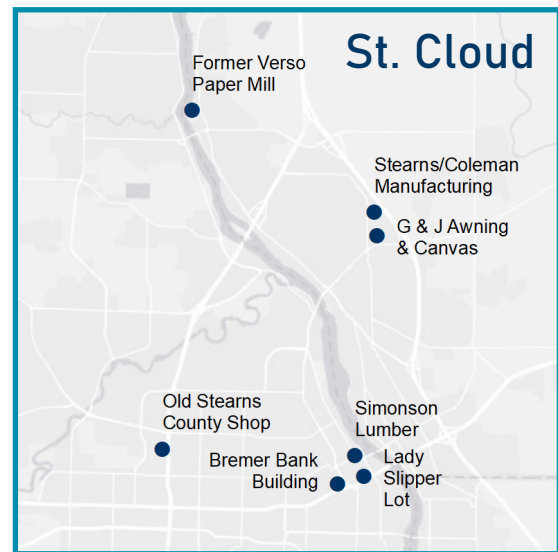 St. Cloud
Former Verso
Paper Mill
Stearns/Coleman
Manufacturing
G & J Awning
& Canvas
Old Stearns
County Shop
Simonson
Lumber
Bremer Bank
Building
Lady
Slipper
Lot